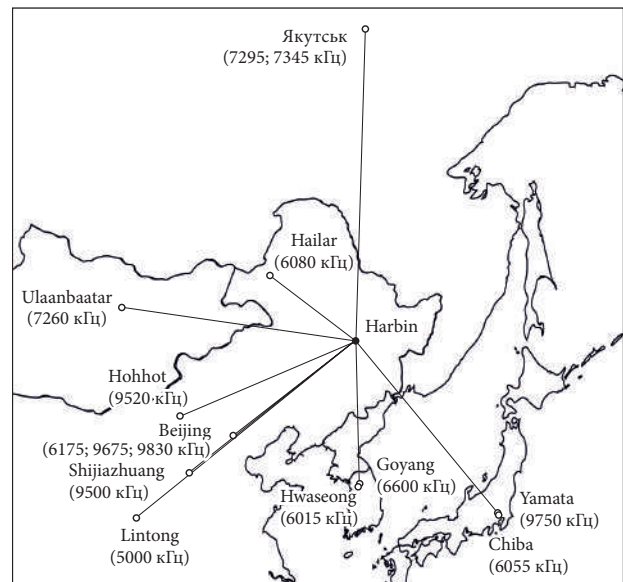 Якутськ
(7295; 7345 кГц)
Hailar
(6080 кГц)
Ulaanbaatar
(7260 кГц)
Harbin
Hohhot
(9520·кГц)
Beijing
(6175; 9675; 9830 кГц)
Shijiazhuang
(9500 кГц)
Lintong
(5000 кГц)
Goyang
(6600 кГц)
Hwaseong
(6015 кГц)
Yamata
(9750 кГц)
Chiba
(6055 кГц)